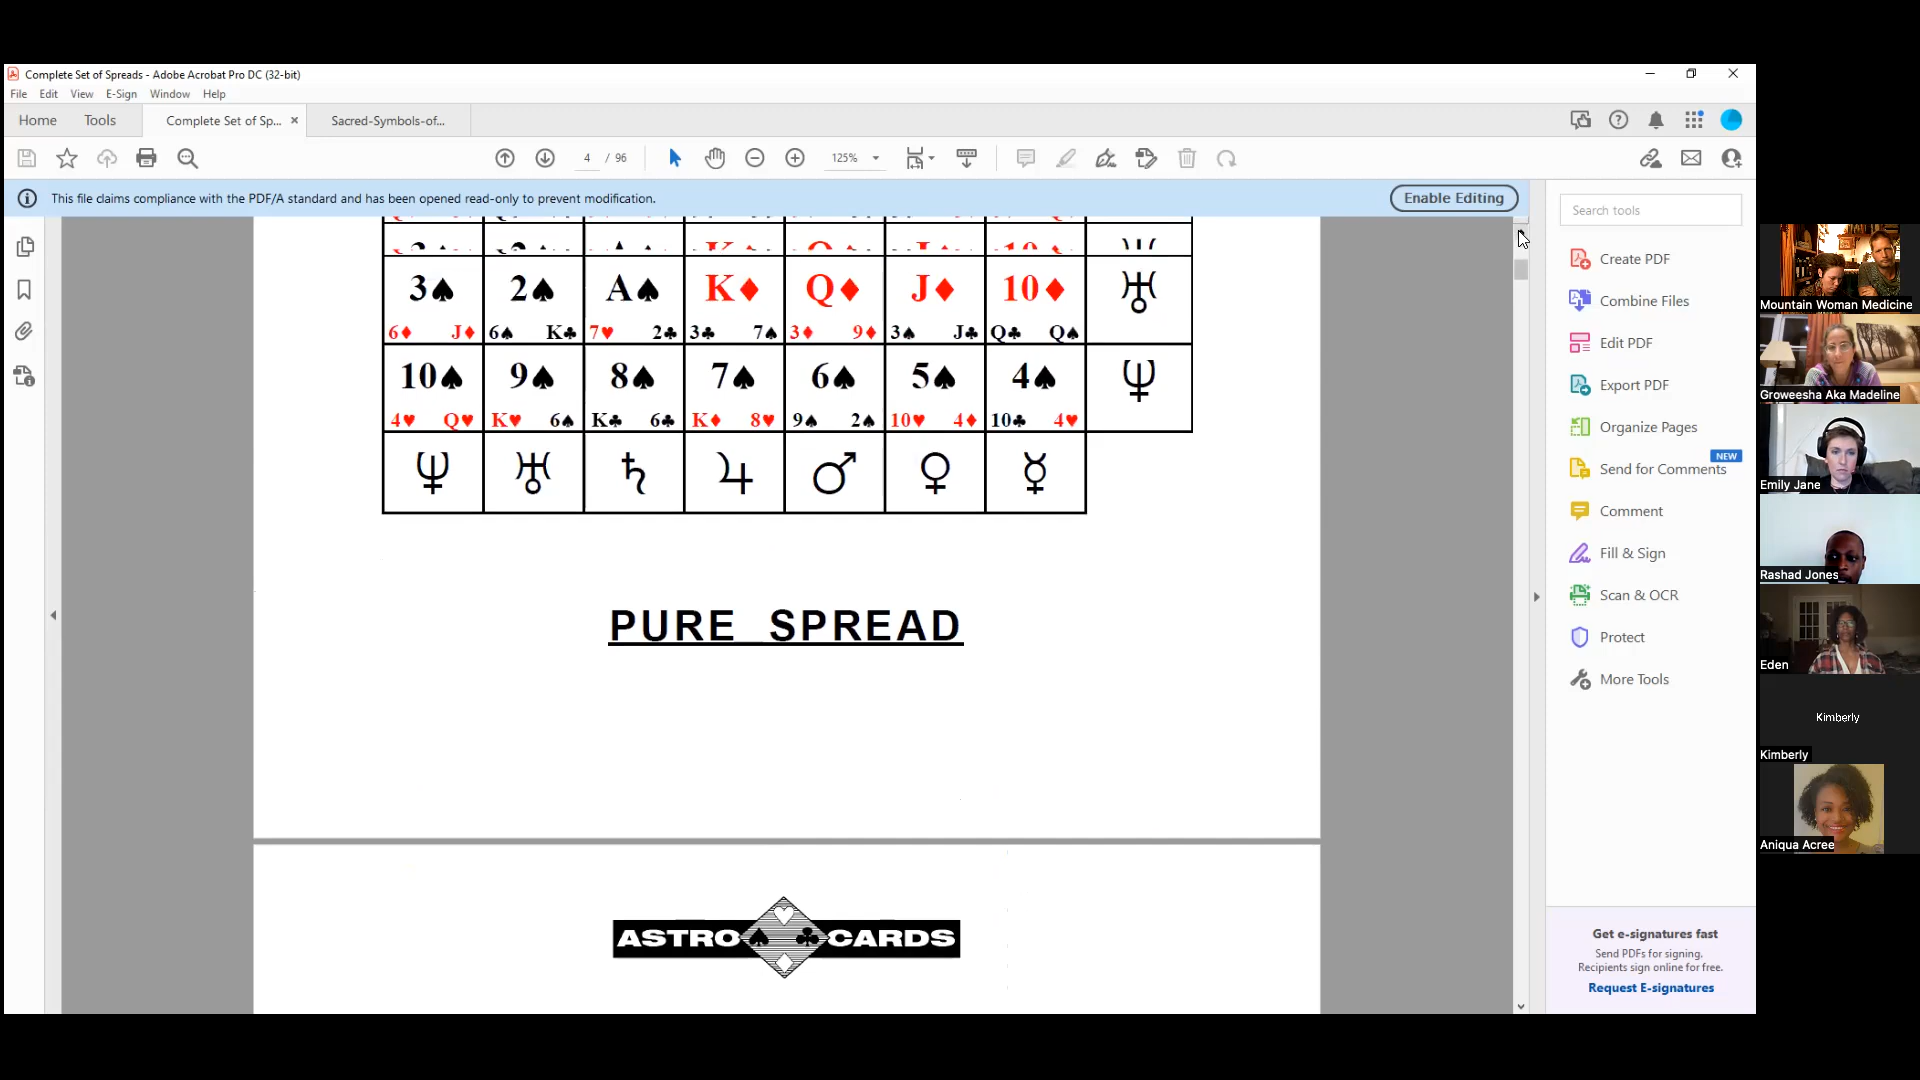 Complete Set of Spreads - Adobe Acrobat Pro DC (32-bit)
File Edit View E-Sign Window Help
Home Tools Complete Set of Sp... × Sacred-Symbols-of...
4 / 96 125%
This file claims compliance with the PDF/A standard and has been opened read-only to prevent modification. Enable Editing
3♠ 2♠ A♠ K♦ Q♦ J♦ 10♦ ♅
6♦ J♦ 6♠ K♣ 7♥ 2♣ 3♣ 7♠ 3♦ 9♦ 3♠ J♣ Q♣ Q♠
10♠ 9♠ 8♠ 7♠ 6♠ 5♠ 4♠ ♆
4♥ Q♥ K♥ 6♠ K♣ 6♣ K♦ 8♥ 9♠ 2♠ 10♥ 4♦ 10♣ 4♥
♆ ♅ ♄ ♃ ♂ ♀ ☿
PURE SPREAD
ASTRO CARDS
Search tools
Create PDF
Combine Files
Edit PDF
Export PDF
Organize Pages
NEW
Send for Comments
Comment
Fill & Sign
Scan & OCR
Protect
More Tools
Get e-signatures fast
Send PDFs for signing.
Recipients sign online for free.
Request E-signatures
Mountain Woman Medicine
Groweesha Aka Madeline
Emily Jane
Rashad Jones
Eden
Kimberly
Kimberly
Aniqua Acree